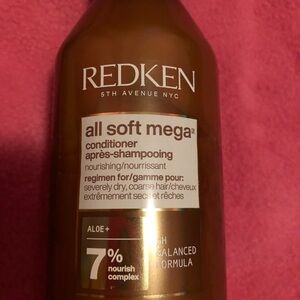 REDKEN
5TH AVENUE NYC
all soft mega
conditioner
après-shampooing
nourishing/nourrissant
regimen for/gamme pour:
severely dry, coarse hair/cheveux
extrêmement secs et rêches
ALOE+
7%
nourish
complex
BALANCED
FORMULA